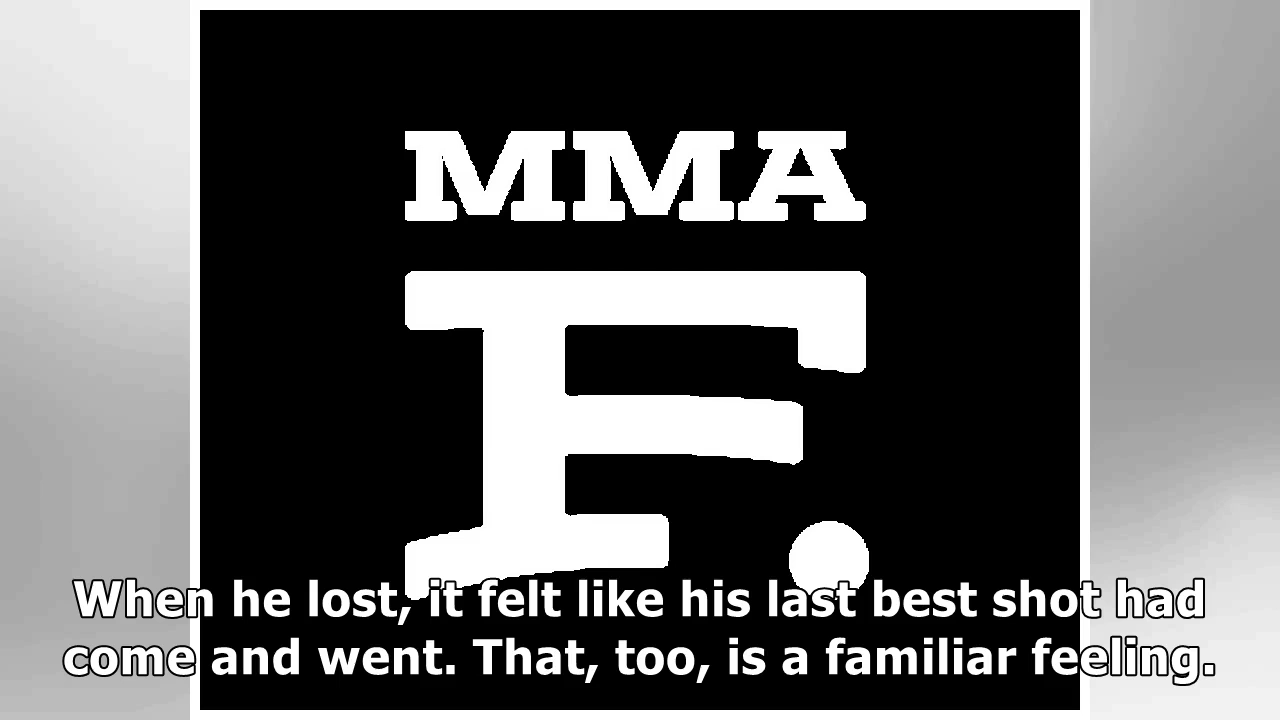 MMA
F.
When he lost, it felt like his last best shot had
come and went. That, too, is a familiar feeling.